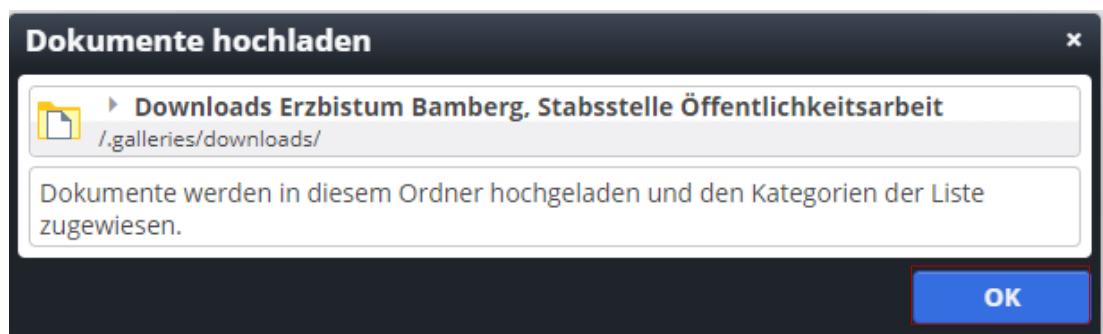 Dokumente hochladen
Downloads Erzbistum Bamberg, Stabsstelle Öffentlichkeitsarbeit
/.galleries/downloads/
Dokumente werden in diesem Ordner hochgeladen und den Kategorien der Liste
zugewiesen.
OK